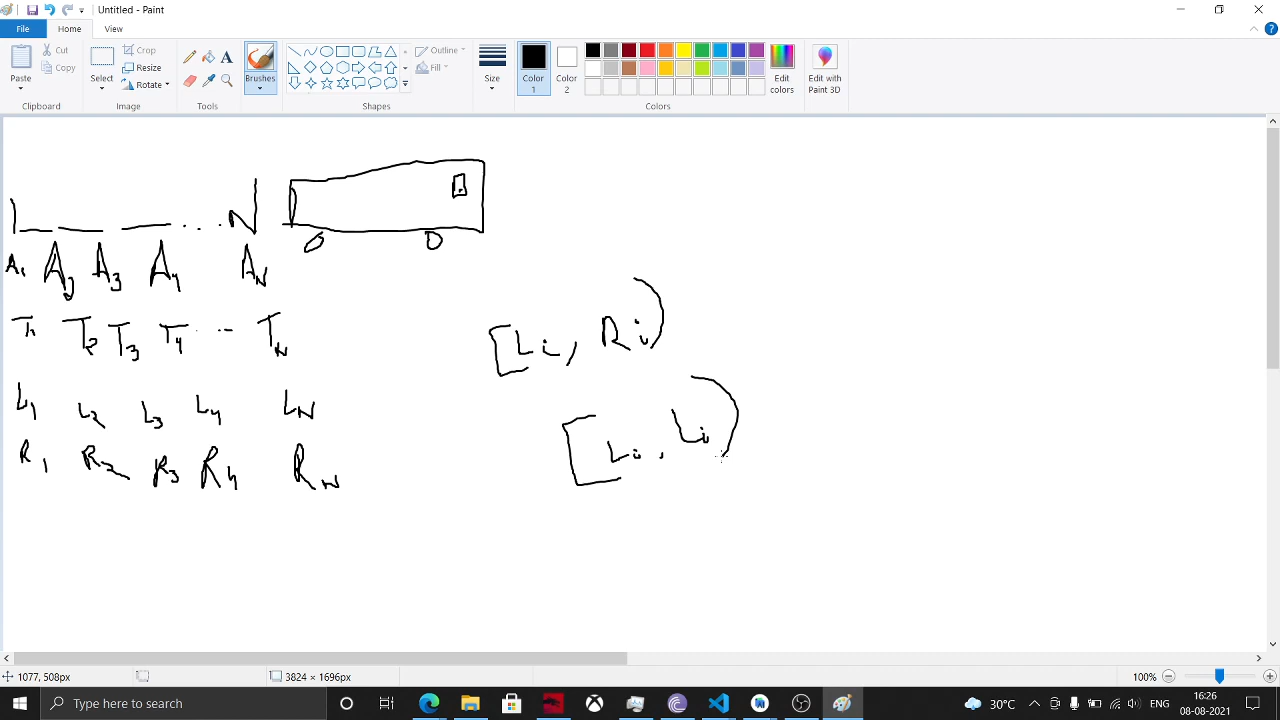 Untitled - Paint
File Home View
Paste Cut Copy Select Crop Resize Rotate Brushes Outline Fill Size Color 1 Color 2 Edit colors Edit with Paint 3D
Clipboard Image Tools Shapes Colors
... N
A1 A2 A3 A4 AN
T1 T2 T3 T4 ... TN
[Li, Ri)
L1 L2 L3 L4 LN
[Li, Li)
R1 R2 R3 R4 RN
1077, 508px 3824 × 1696px 100%
Type here to search 30°C ENG 16:26
08-08-2021